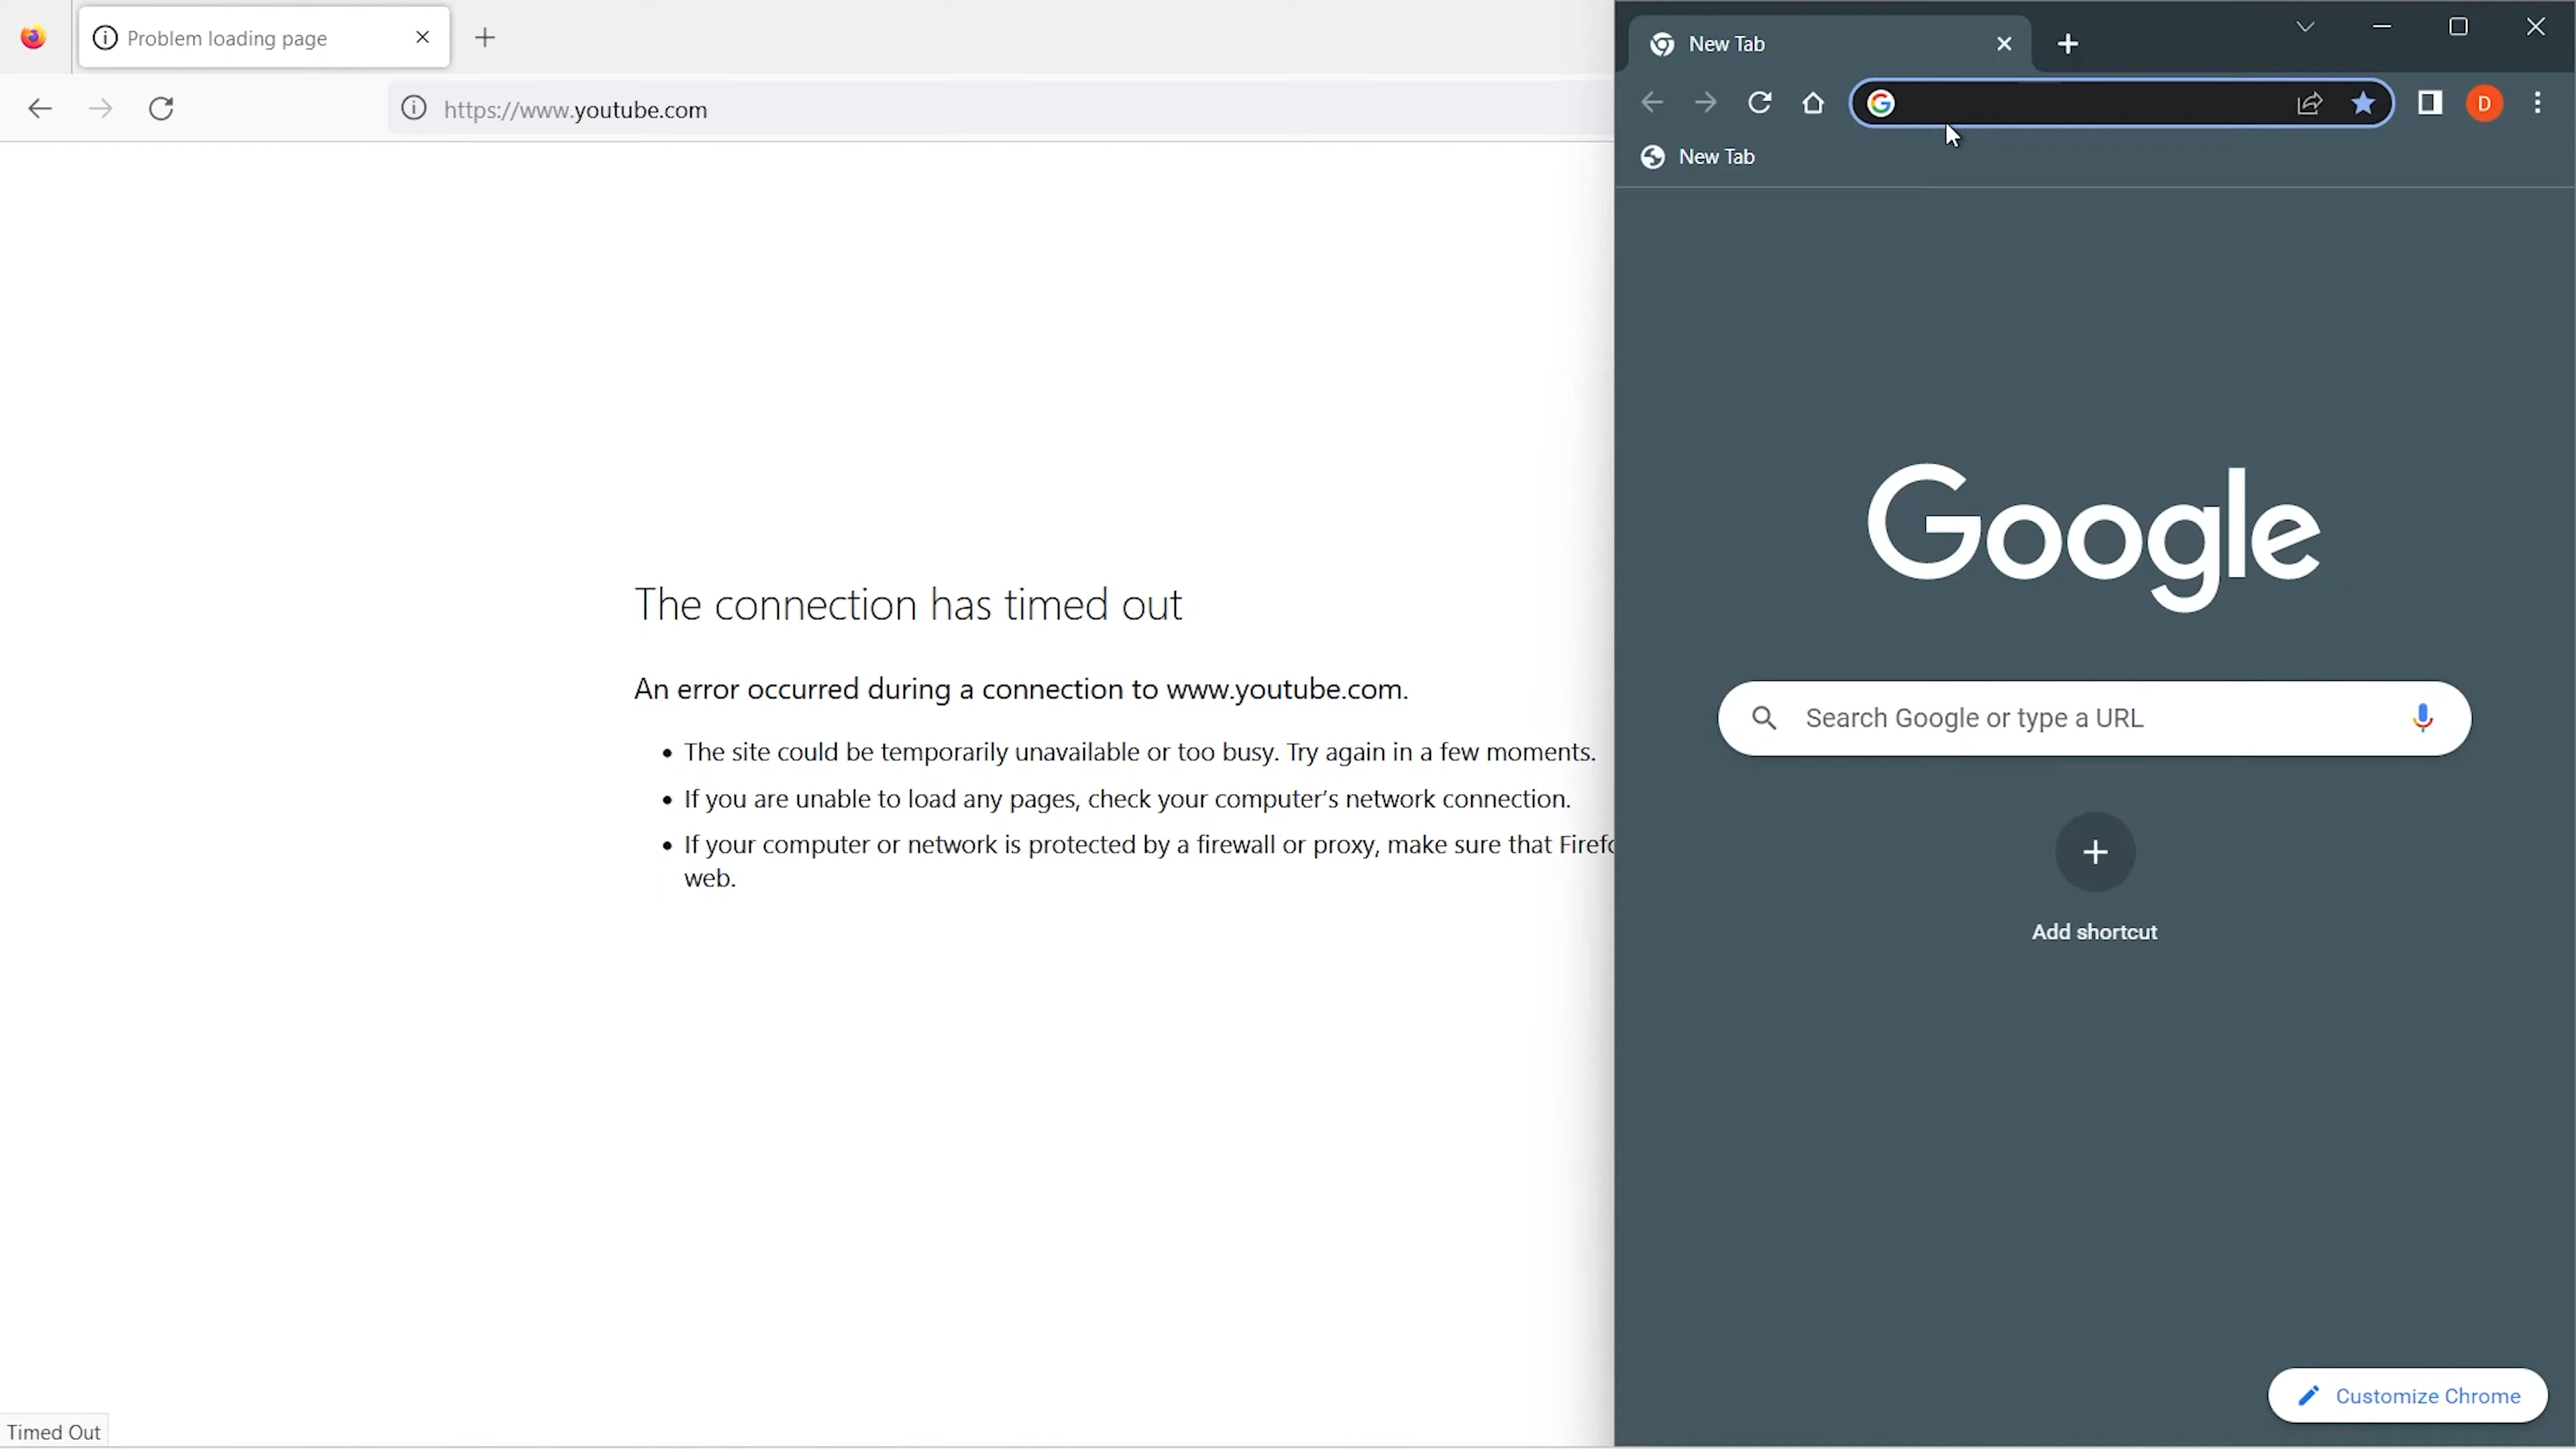 Problem loading page
https://www.youtube.com
The connection has timed out
An error occurred during a connection to www.youtube.com.
• The site could be temporarily unavailable or too busy. Try again in a few moments.
• If you are unable to load any pages, check your computer's network connection.
• If your computer or network is protected by a firewall or proxy, make sure that
web.
Timed Out
New Tab
D
New Tab
Google
Search Google or type a URL
Add shortcut
Customize Chrome